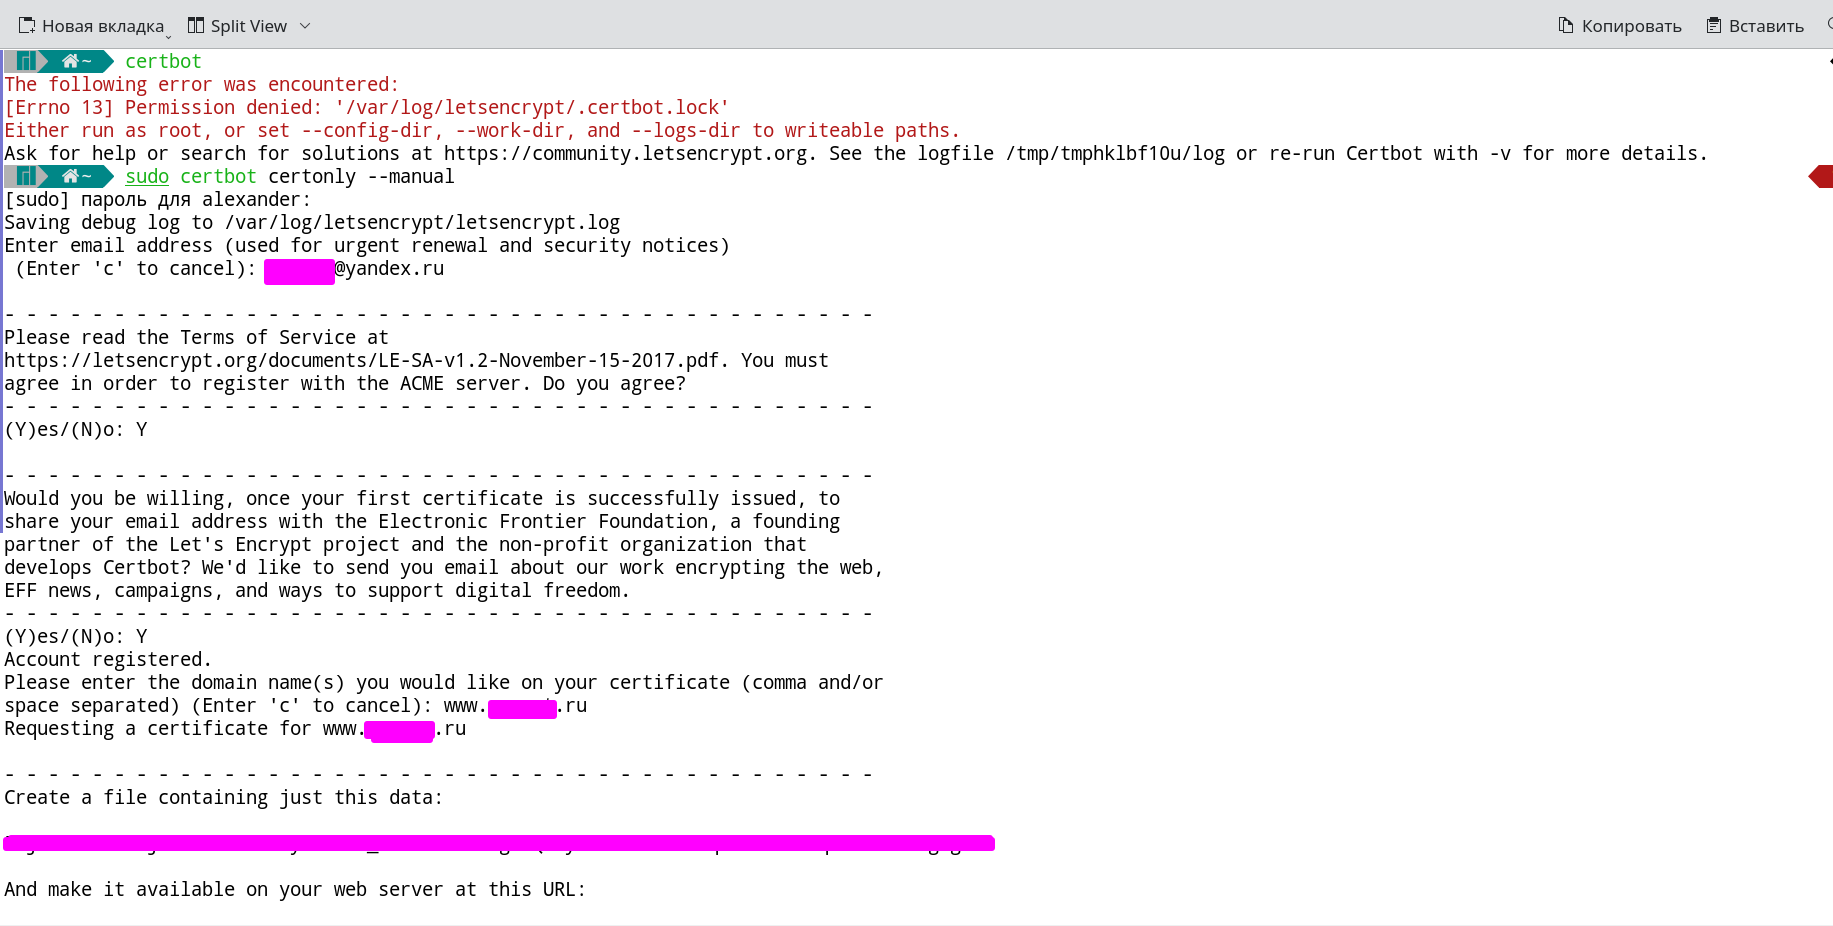 Новая вкладка Split View Копировать Вставить
~ certbot
The following error was encountered:
[Errno 13] Permission denied: '/var/log/letsencrypt/.certbot.lock'
Either run as root, or set --config-dir, --work-dir, and --logs-dir to writeable paths.
Ask for help or search for solutions at https://community.letsencrypt.org. See the logfile /tmp/tmphklbf10u/log or re-run Certbot with -v for more details.
~ sudo certbot certonly --manual
[sudo] пароль для alexander:
Saving debug log to /var/log/letsencrypt/letsencrypt.log
Enter email address (used for urgent renewal and security notices)
(Enter 'c' to cancel): @yandex.ru
- - - - - - - - - - - - - - - - - - - - - - - - - - - - - - - - - - - - - - - -
Please read the Terms of Service at
https://letsencrypt.org/documents/LE-SA-v1.2-November-15-2017.pdf. You must
agree in order to register with the ACME server. Do you agree?
- - - - - - - - - - - - - - - - - - - - - - - - - - - - - - - - - - - - - - - -
(Y)es/(N)o: Y
- - - - - - - - - - - - - - - - - - - - - - - - - - - - - - - - - - - - - - - -
Would you be willing, once your first certificate is successfully issued, to
share your email address with the Electronic Frontier Foundation, a founding
partner of the Let's Encrypt project and the non-profit organization that
develops Certbot? We'd like to send you email about our work encrypting the web,
EFF news, campaigns, and ways to support digital freedom.
- - - - - - - - - - - - - - - - - - - - - - - - - - - - - - - - - - - - - - - -
(Y)es/(N)o: Y
Account registered.
Please enter the domain name(s) you would like on your certificate (comma and/or
space separated) (Enter 'c' to cancel): www. .ru
Requesting a certificate for www. .ru
- - - - - - - - - - - - - - - - - - - - - - - - - - - - - - - - - - - - - - - -
Create a file containing just this data:
And make it available on your web server at this URL: